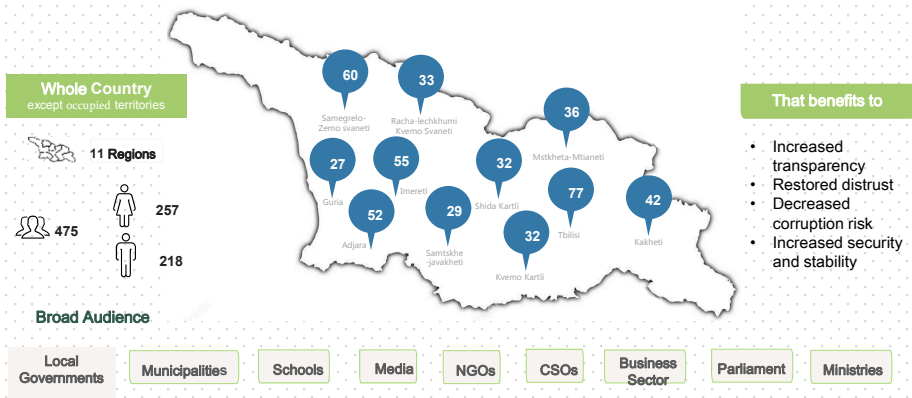 Whole Country
except occupied territories
11 Regions
475
257
218
Broad Audience
60
Samegrelo-
Zemo svaneti
33
Racha-lechkhumi
Kvemo Svaneti
36
Mstkheta-Mtianeti
27
Guria
55
Imereti
32
Shida Kartli
77
Tbilisi
42
Kakheti
52
Adjara
29
Samtskhe
-javakheti
32
Kvemo Kartli
That benefits to
• Increased
transparency
• Restored distrust
• Decreased
corruption risk
• Increased security
and stability
Local
Governments
Municipalities
Schools
Media
NGOs
CSOs
Business
Sector
Parliament
Ministries